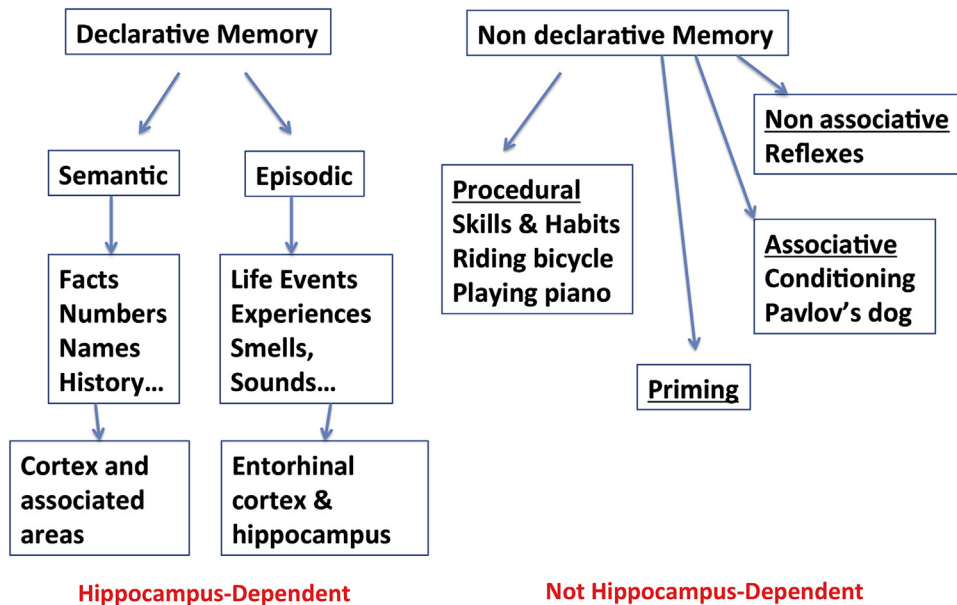 Declarative Memory
Semantic
Episodic
Facts
Numbers
Names
History...
Life Events
Experiences
Smells,
Sounds...
Cortex and
associated
areas
Entorhinal
cortex &
hippocampus
Hippocampus-Dependent
Non declarative Memory
Procedural
Skills & Habits
Riding bicycle
Playing piano
Priming
Non associative
Reflexes
Associative
Conditioning
Pavlov's dog
Not Hippocampus-Dependent